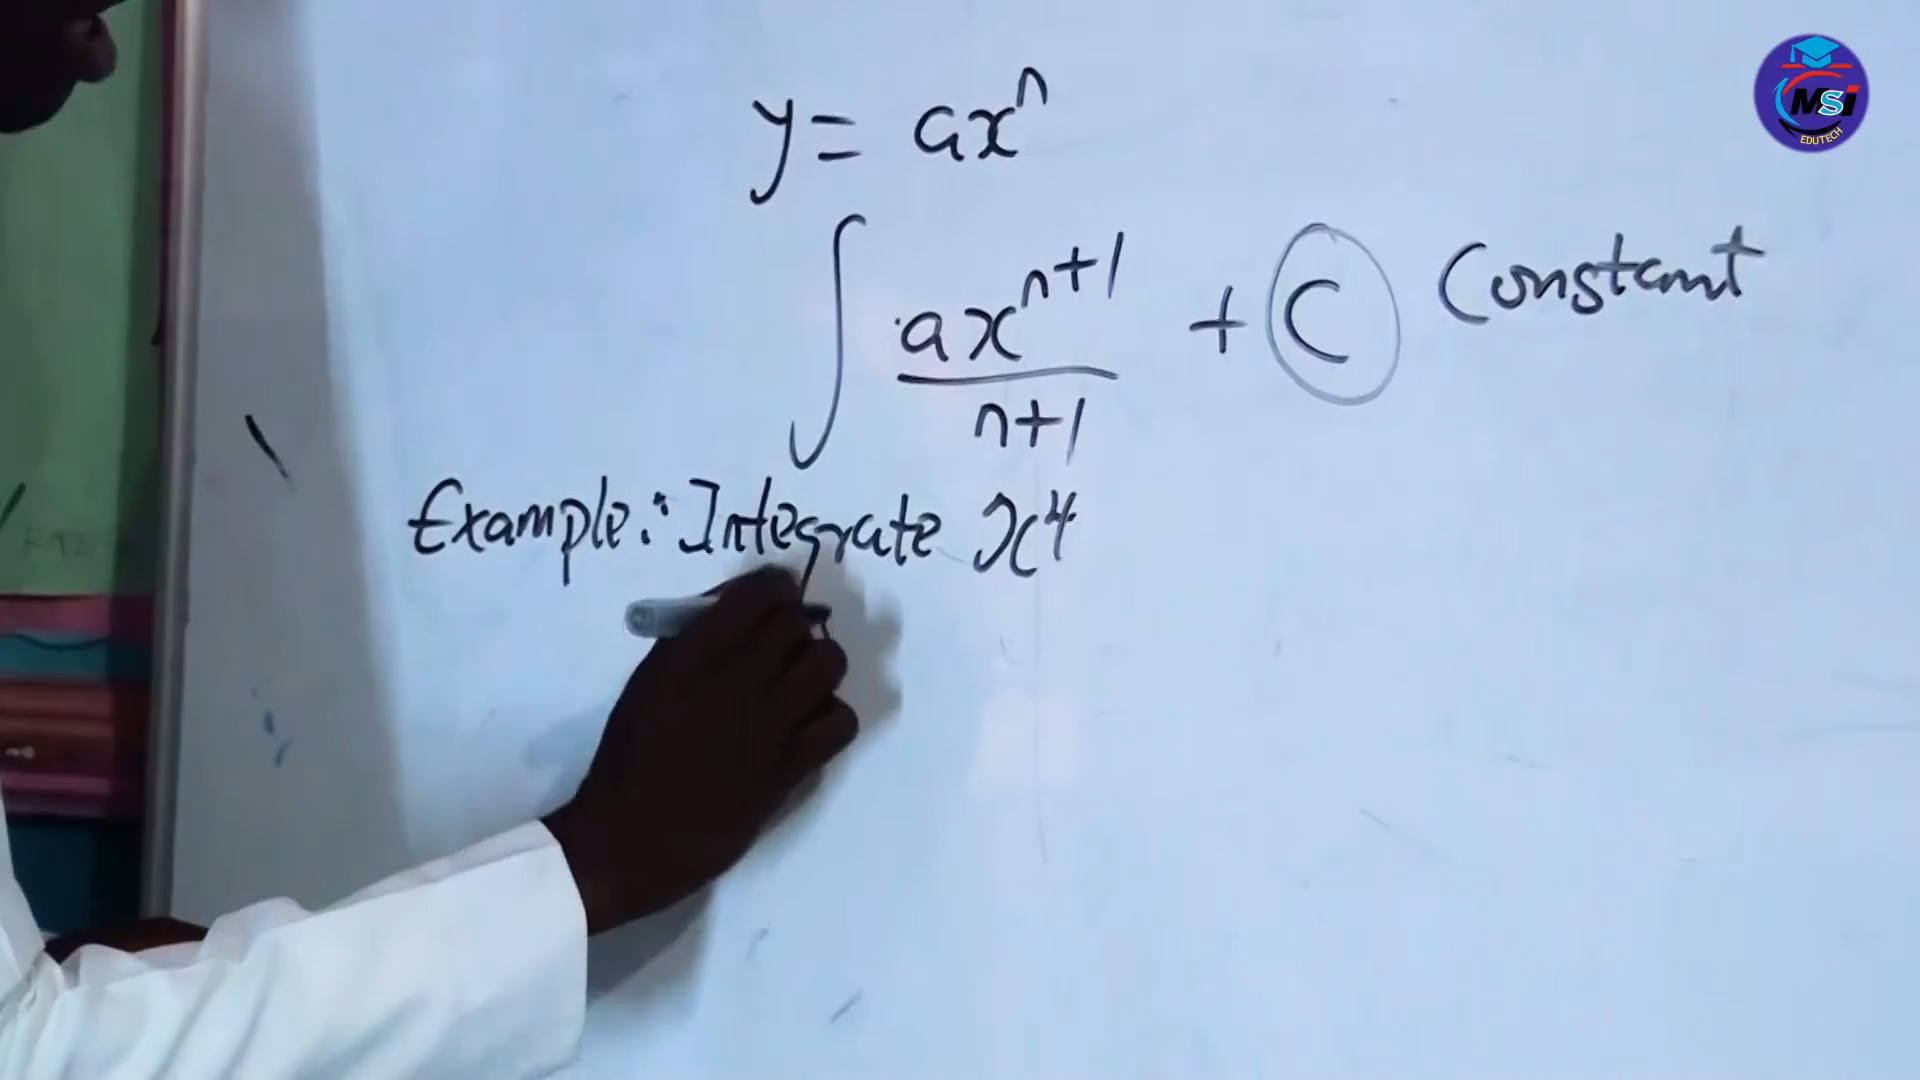 y = ax^n
∫ ax^{n+1}/n+1 + C Constant
Example: Integrate x^4
MSi
EDUTECH